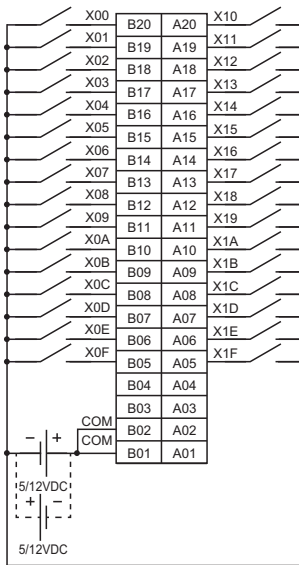 X00 B20 A20 X10
X01 B19 A19 X11
X02 B18 A18 X12
X03 B17 A17 X13
X04 B16 A16 X14
X05 B15 A15 X15
X06 B14 A14 X16
X07 B13 A13 X17
X08 B12 A12 X18
X09 B11 A11 X19
X0A B10 A10 X1A
X0B B09 A09 X1B
X0C B08 A08 X1C
X0D B07 A07 X1D
X0E B06 A06 X1E
X0F B05 A05 X1F
B04 A04
B03 A03
COM B02 A02
COM B01 A01
− +
5/12VDC
+ −
5/12VDC